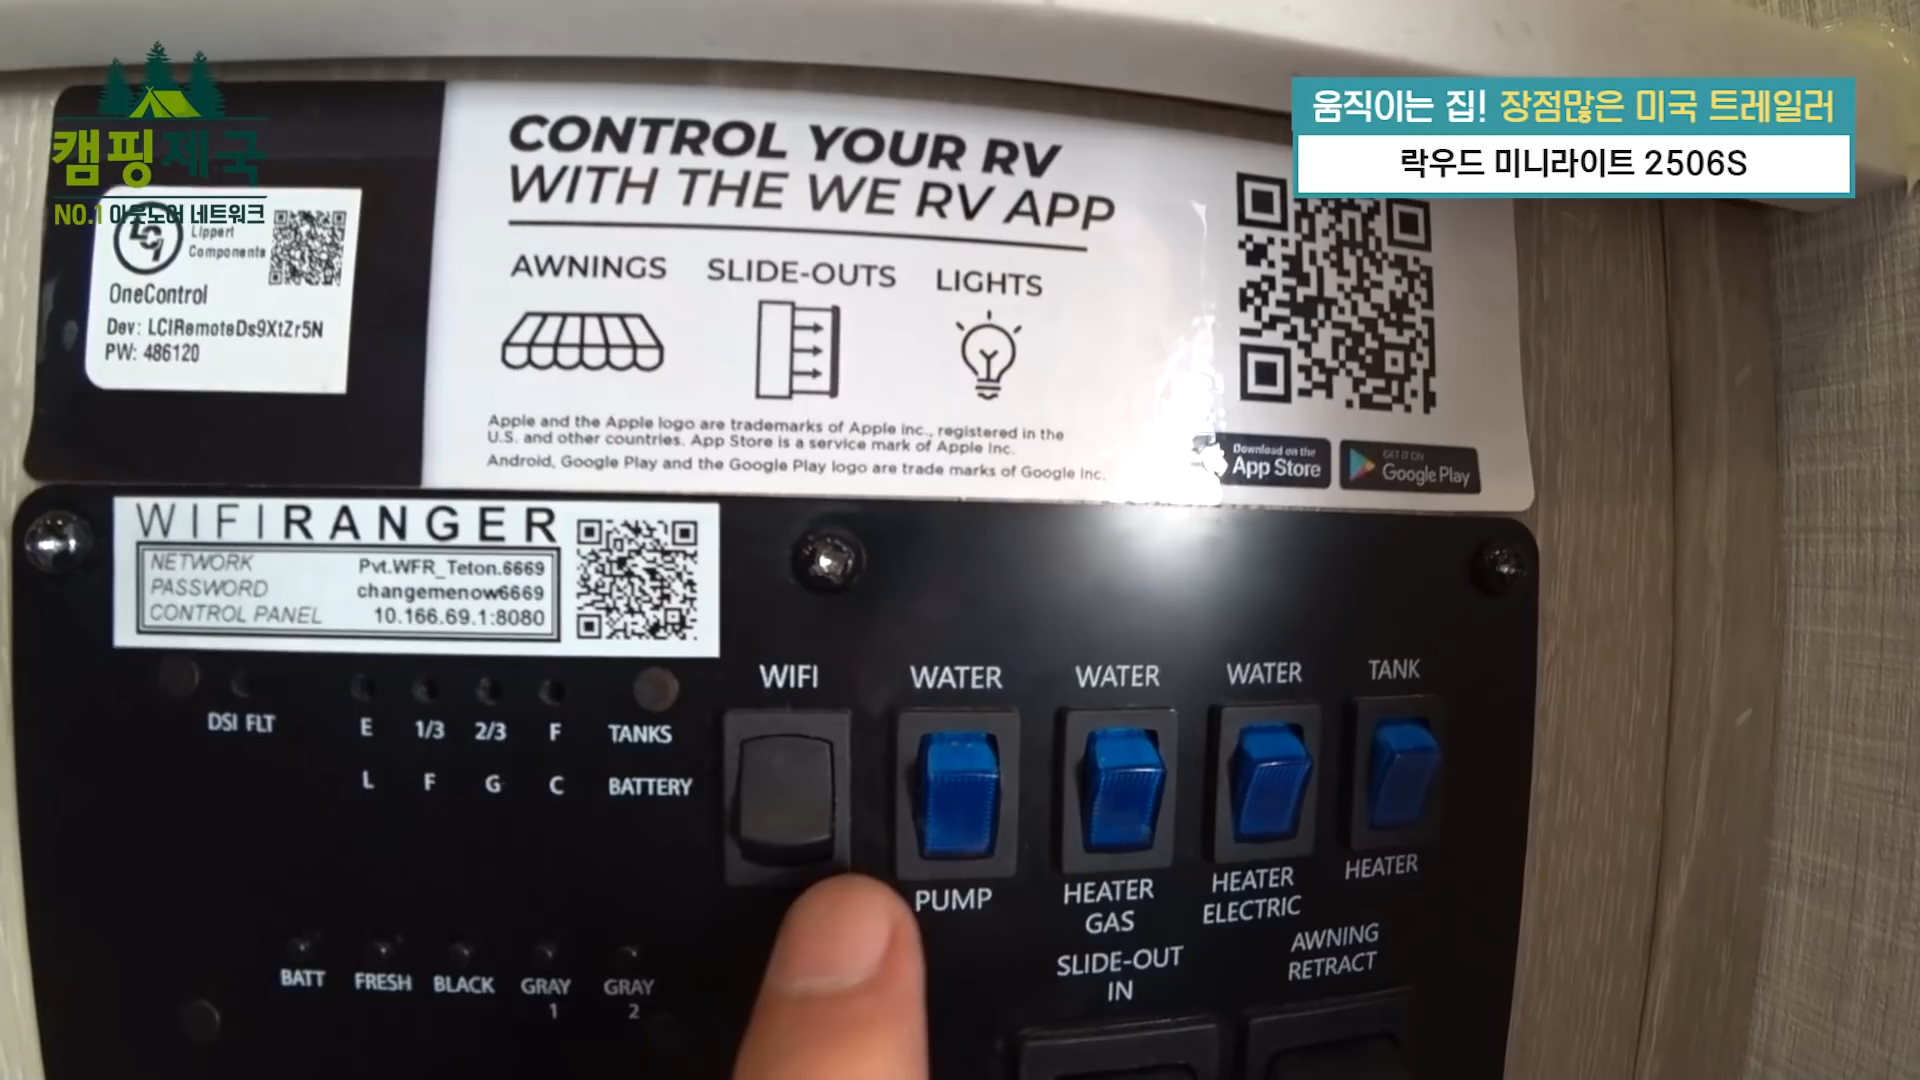 캠핑제국
NO.1 아웃도어 네트워크
움직이는 집! 장점많은 미국 트레일러
락우드 미니라이트 2506S
LCI
Lippert
Components
OneControl
Dev: LCIRemoteDs9XtZr5N
PW: 486120
CONTROL YOUR RV
WITH THE WE RV APP
AWNINGS
SLIDE-OUTS
LIGHTS
Apple and the Apple logo are trademarks of Apple Inc., registered in the
U.S. and other countries. App Store is a service mark of Apple Inc.
Android, Google Play and the Google Play logo are trade marks of Google Inc.
Download on the
App Store
GET IT ON
Google Play
WIFIRANGER
NETWORK Pvt.WFR_Teton.6669
PASSWORD changemenow6669
CONTROL PANEL 10.166.69.1:8080
WIFI
WATER
PUMP
WATER
HEATER
GAS
WATER
HEATER
ELECTRIC
TANK
HEATER
DSI FLT
E 1/3 2/3 F TANKS
L F G C BATTERY
BATT FRESH BLACK GRAY 1 GRAY 2
SLIDE-OUT
IN
AWNING
RETRACT